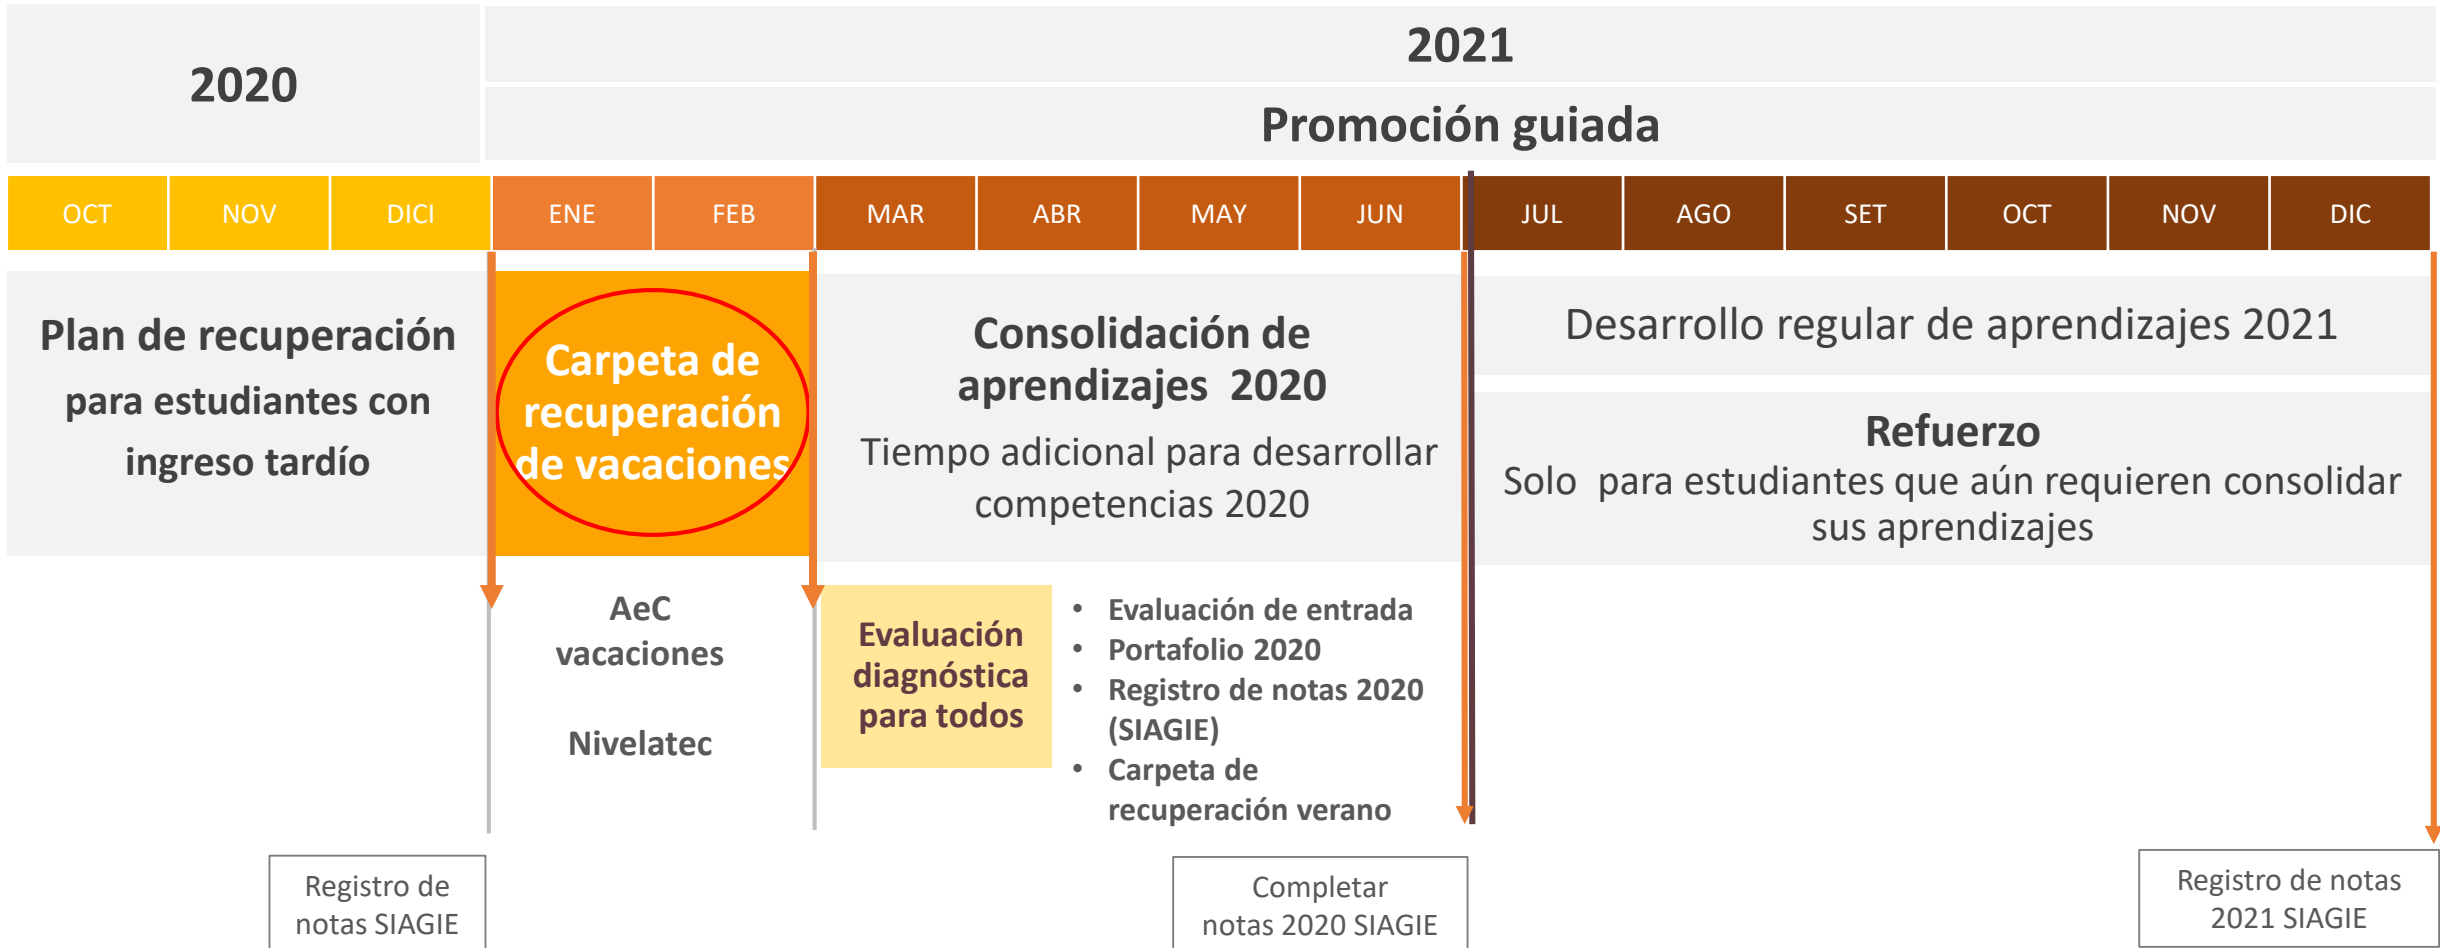 2020
2021
Promoción guiada
OCT
NOV
DICI
ENE
FEB
MAR
ABR
MAY
JUN
JUL
AGO
SET
OCT
NOV
DIC
Plan de recuperación
para estudiantes con
ingreso tardío
Carpeta de
recuperación
de vacaciones
Consolidación de
aprendizajes 2020
Tiempo adicional para desarrollar
competencias 2020
Desarrollo regular de aprendizajes 2021
Refuerzo
Solo para estudiantes que aún requieren consolidar
sus aprendizajes
AeC
vacaciones
Nivelatec
Evaluación
diagnóstica
para todos
• Evaluación de entrada
• Portafolio 2020
• Registro de notas 2020
(SIAGIE)
• Carpeta de
recuperación verano
Registro de
notas SIAGIE
Completar
notas 2020 SIAGIE
Registro de notas
2021 SIAGIE